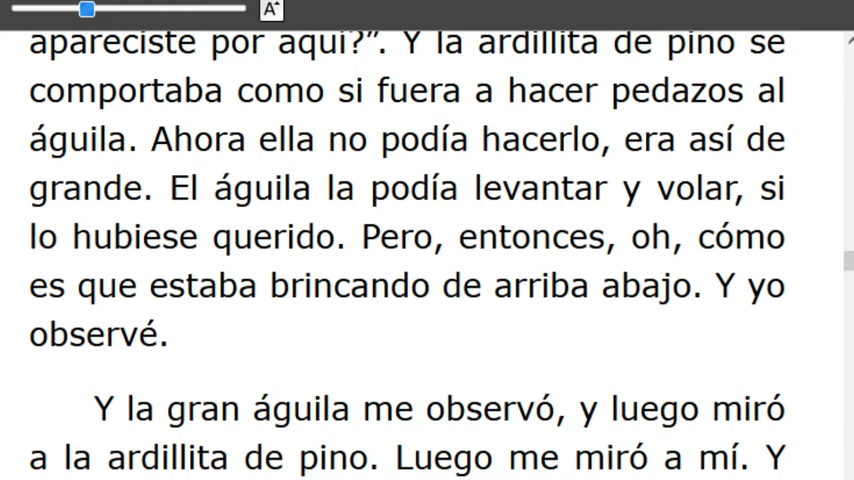 A
apareciste por aquí?”. Y la ardillita de pino se
comportaba como si fuera a hacer pedazos al
águila. Ahora ella no podía hacerlo, era así de
grande. El águila la podía levantar y volar, si
lo hubiese querido. Pero, entonces, oh, cómo
es que estaba brincando de arriba abajo. Y yo
observé.
Y la gran águila me observó, y luego miró
a la ardillita de pino. Luego me miró a mí. Y